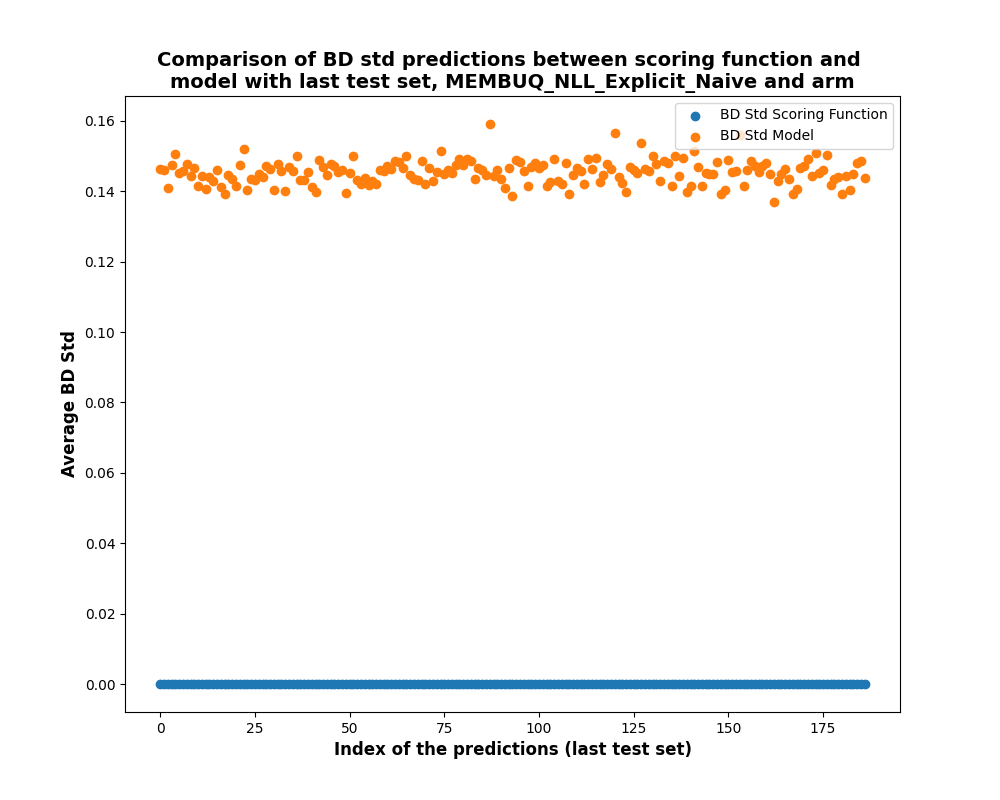 Comparison of BD std predictions between scoring function and
model with last test set, MEMBUQ_NLL_Explicit_Naive and arm
BD Std Scoring Function
BD Std Model
0.16
0.14
0.12
0.10
0.08
0.06
0.04
0.02
0.00
Average BD Std
0 25 50 75 100 125 150 175
Index of the predictions (last test set)